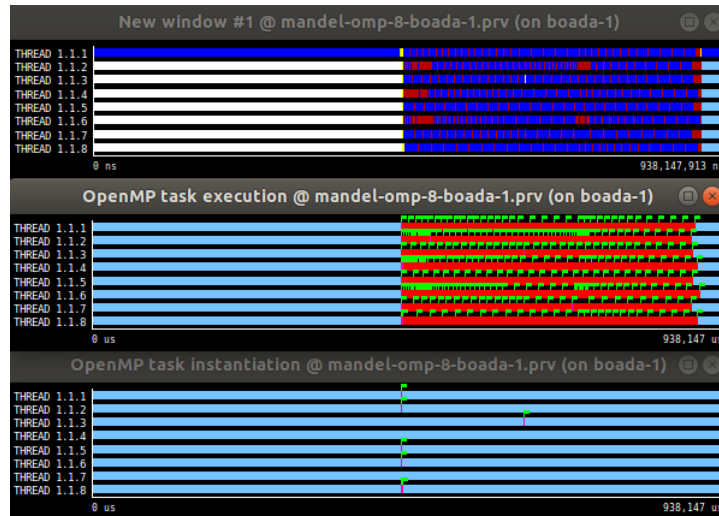 New window #1 @ mandel-omp-8-boada-1.prv (on boada-1)
THREAD 1.1.1
THREAD 1.1.2
THREAD 1.1.3
THREAD 1.1.4
THREAD 1.1.5
THREAD 1.1.6
THREAD 1.1.7
THREAD 1.1.8
0 ns 938,147,913 n
OpenMP task execution @ mandel-omp-8-boada-1.prv (on boada-1)
THREAD 1.1.1
THREAD 1.1.2
THREAD 1.1.3
THREAD 1.1.4
THREAD 1.1.5
THREAD 1.1.6
THREAD 1.1.7
THREAD 1.1.8
0 us 938,147 us
OpenMP task instantiation @ mandel-omp-8-boada-1.prv (on boada-1)
THREAD 1.1.1
THREAD 1.1.2
THREAD 1.1.3
THREAD 1.1.4
THREAD 1.1.5
THREAD 1.1.6
THREAD 1.1.7
THREAD 1.1.8
0 us 938,147 us